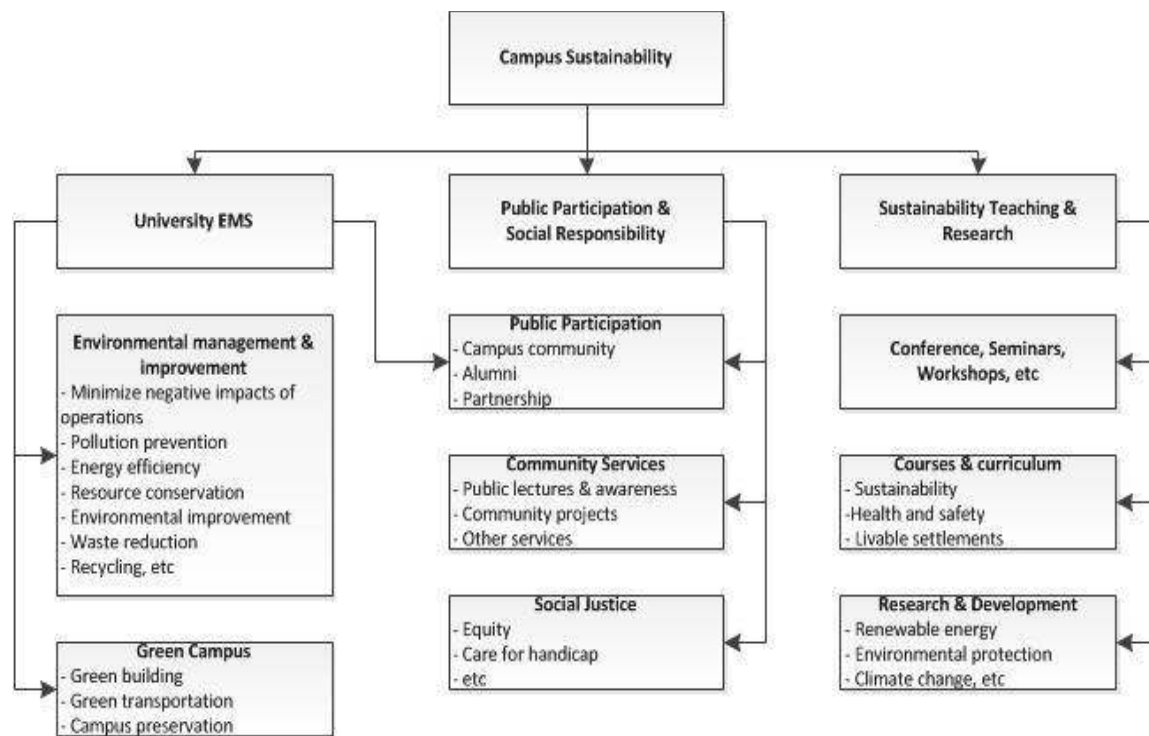 Campus Sustainability
University EMS
Public Participation &
Social Responsibility
Sustainability Teaching &
Research
Environmental management &
improvement
- Minimize negative impacts of
operations
- Pollution prevention
- Energy efficiency
- Resource conservation
- Environmental improvement
- Waste reduction
- Recycling, etc
Green Campus
- Green building
- Green transportation
- Campus preservation
Public Participation
- Campus community
- Alumni
- Partnership
Community Services
- Public lectures & awareness
- Community projects
- Other services
Social Justice
- Equity
- Care for handicap
- etc
Conference, Seminars,
Workshops, etc
Courses & curriculum
- Sustainability
-Health and safety
- Livable settlements
Research & Development
- Renewable energy
- Environmental protection
- Climate change, etc